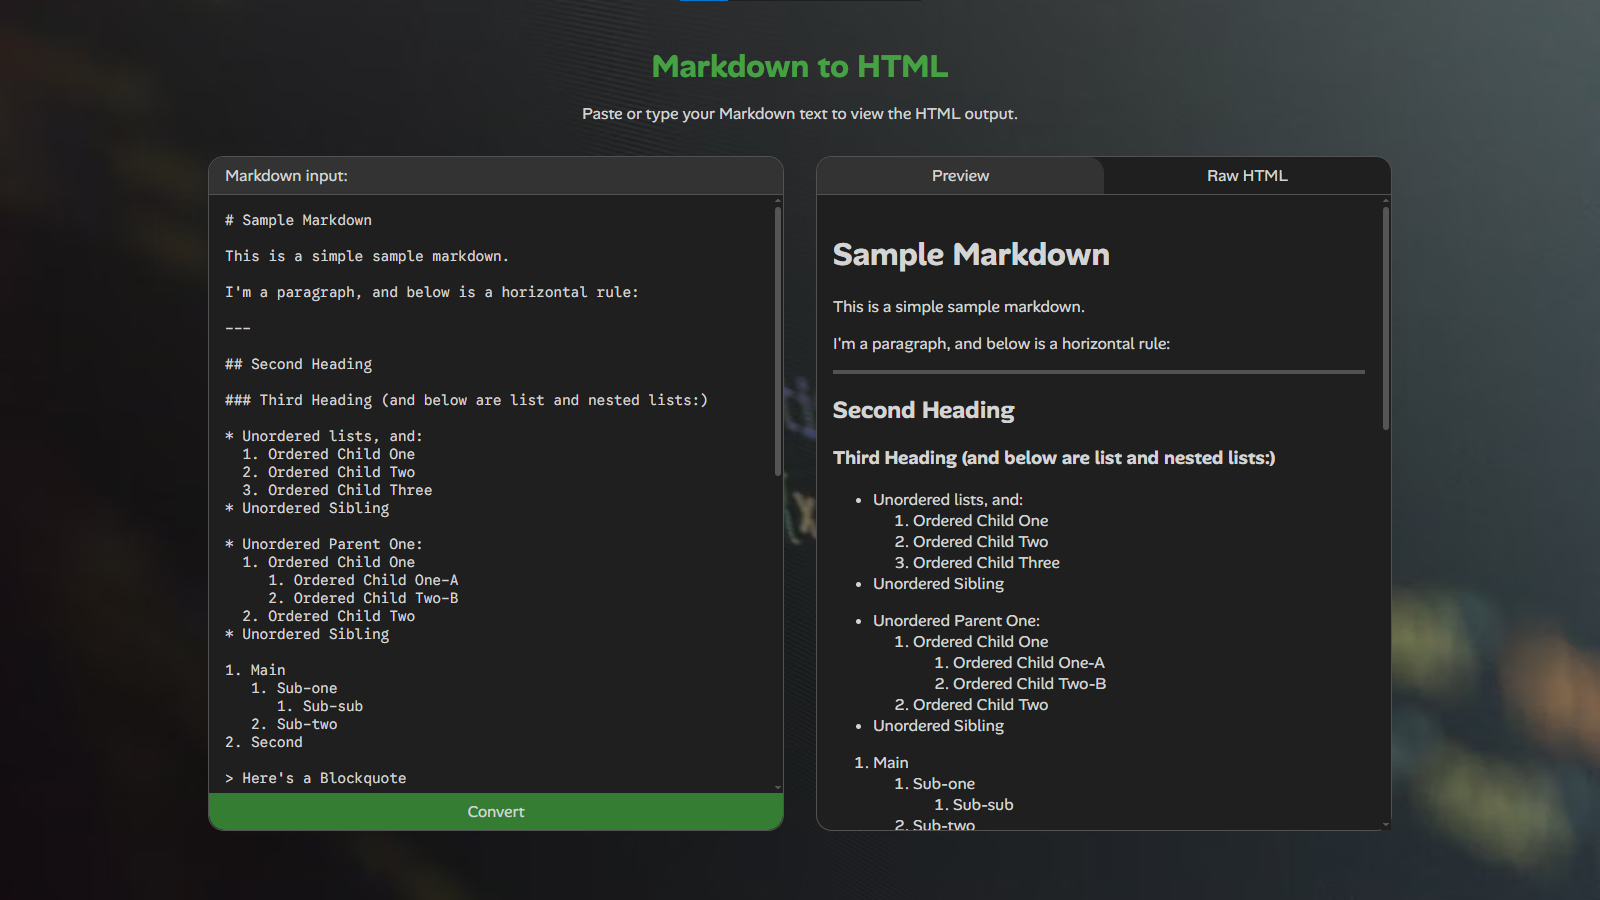 Markdown to HTML
Paste or type your Markdown text to view the HTML output.
Markdown input:
# Sample Markdown
This is a simple sample markdown.
I'm a paragraph, and below is a horizontal rule:
---
## Second Heading
### Third Heading (and below are list and nested lists:)
* Unordered lists, and:
1. Ordered Child One
2. Ordered Child Two
3. Ordered Child Three
* Unordered Sibling
* Unordered Parent One:
1. Ordered Child One
1. Ordered Child One-A
2. Ordered Child Two-B
2. Ordered Child Two
* Unordered Sibling
1. Main
1. Sub-one
1. Sub-sub
2. Sub-two
2. Second
> Here's a Blockquote
Convert
Preview
Raw HTML
Sample Markdown
This is a simple sample markdown.
I'm a paragraph, and below is a horizontal rule:
Second Heading
Third Heading (and below are list and nested lists:)
• Unordered lists, and:
1. Ordered Child One
2. Ordered Child Two
3. Ordered Child Three
• Unordered Sibling
• Unordered Parent One:
1. Ordered Child One
1. Ordered Child One-A
2. Ordered Child Two-B
2. Ordered Child Two
• Unordered Sibling
1. Main
1. Sub-one
1. Sub-sub
2. Sub-two